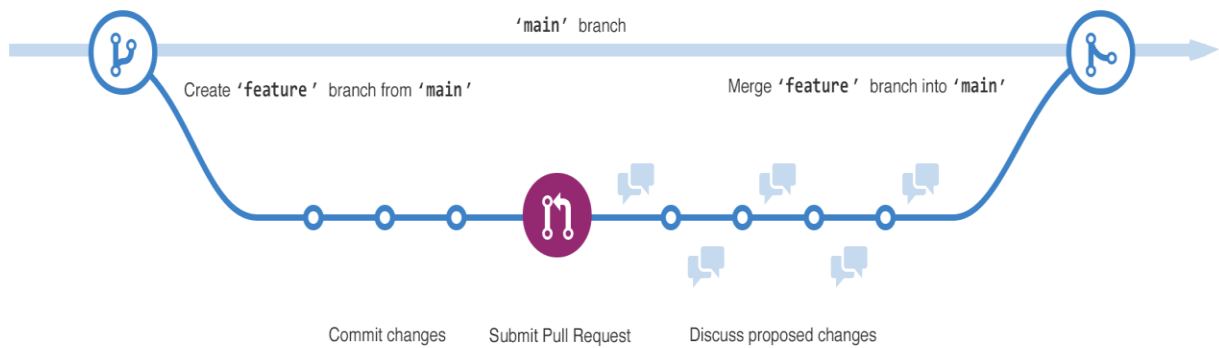 ‘main’ branch
Create ‘feature’ branch from ‘main’
Merge ‘feature’ branch into ‘main’
Commit changes
Submit Pull Request
Discuss proposed changes